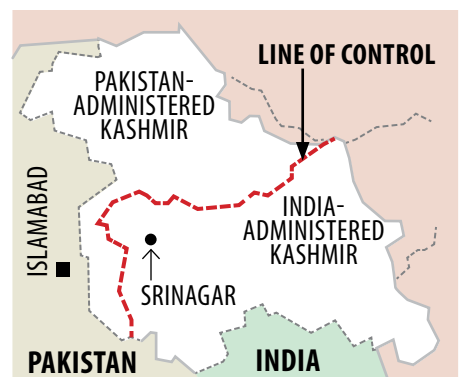 LINE OF CONTROL
PAKISTAN-
ADMINISTERED
KASHMIR
ISLAMABAD
INDIA-
ADMINISTERED
KASHMIR
SRINAGAR
PAKISTAN
INDIA